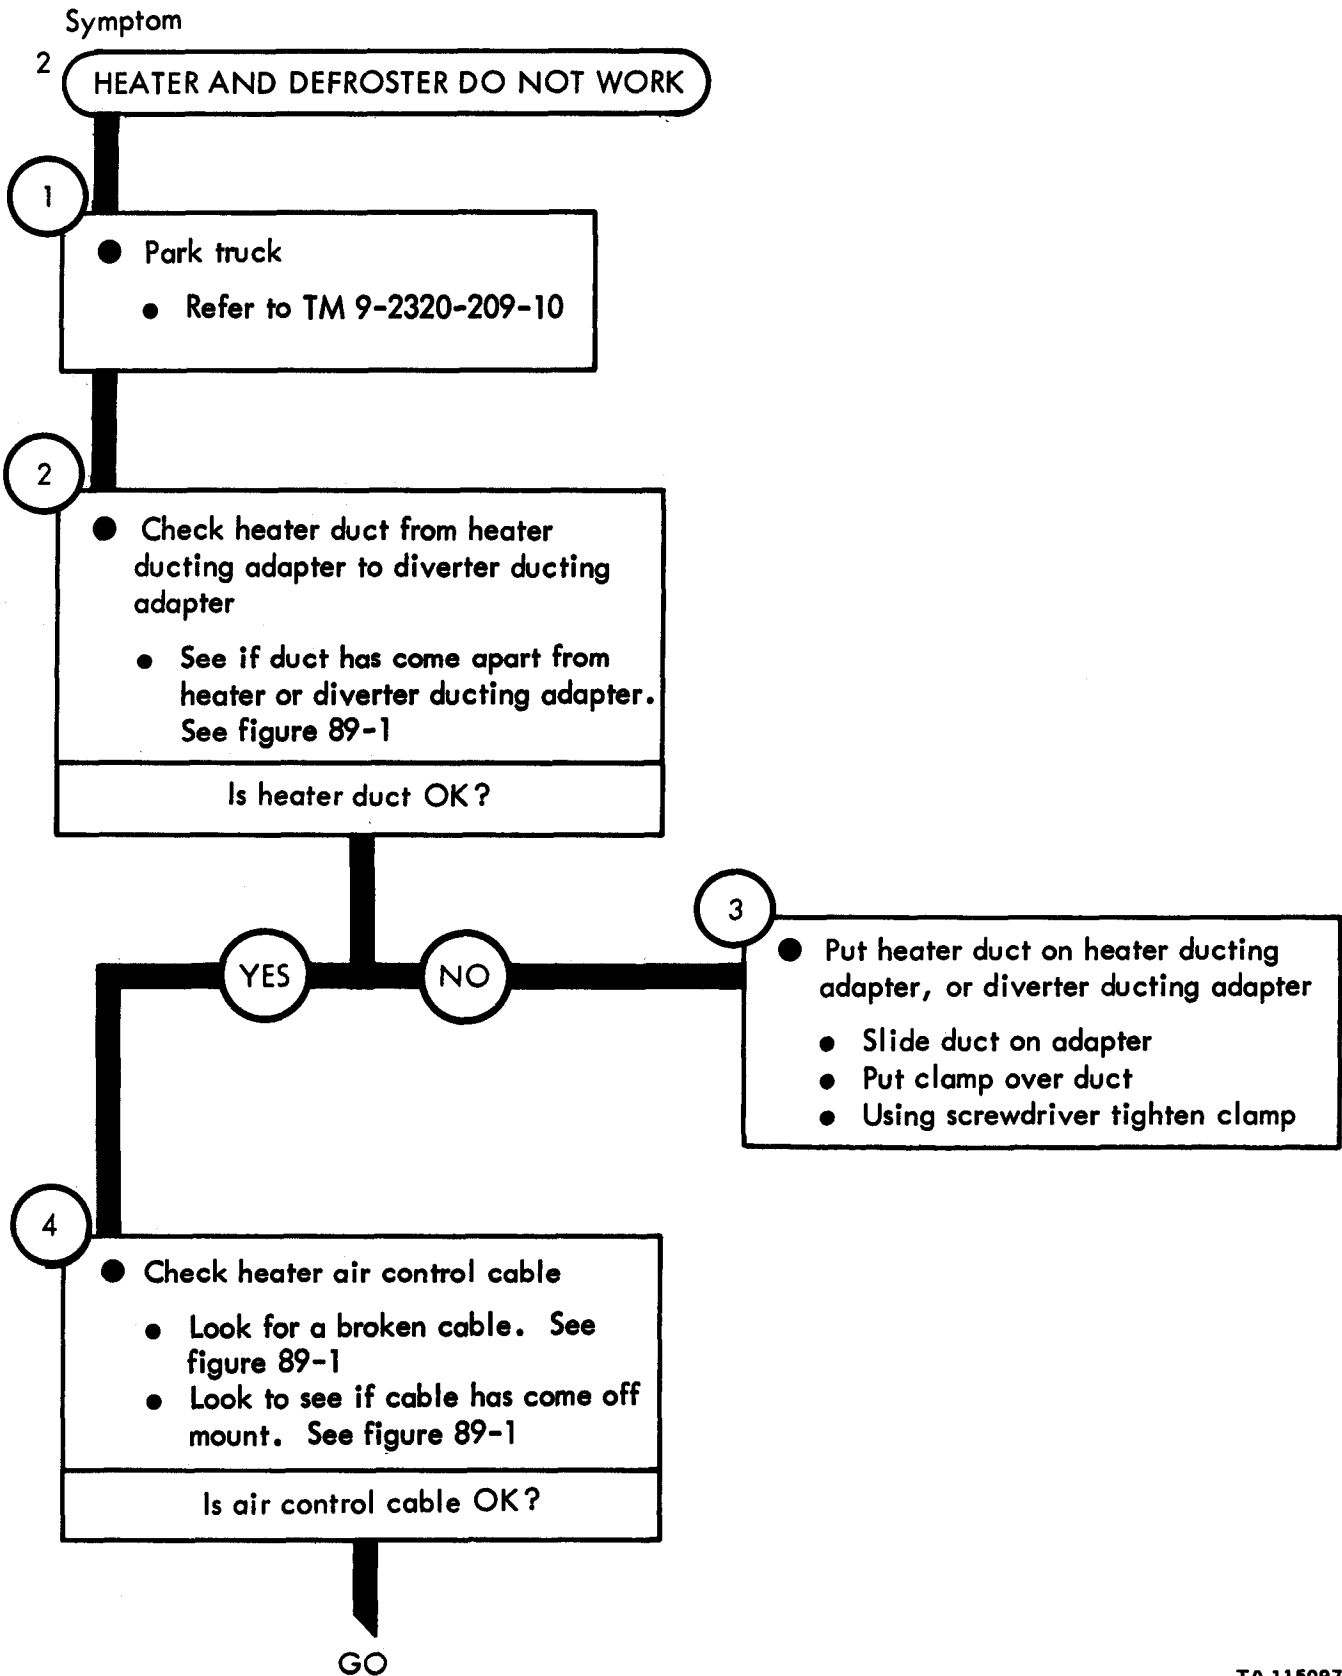 Symptom
2
HEATER AND DEFROSTER DO NOT WORK
1
● Park truck
● Refer to TM 9-2320-209-10
2
● Check heater duct from heater
ducting adapter to diverter ducting
adapter
● See if duct has come apart from
heater or diverter ducting adapter.
See figure 89-1
Is heater duct OK?
YES
NO
3
● Put heater duct on heater ducting
adapter, or diverter ducting adapter
● Slide duct on adapter
● Put clamp over duct
● Using screwdriver tighten clamp
4
● Check heater air control cable
● Look for a broken cable. See
figure 89-1
● Look to see if cable has come off
mount. See figure 89-1
Is air control cable OK?
GO